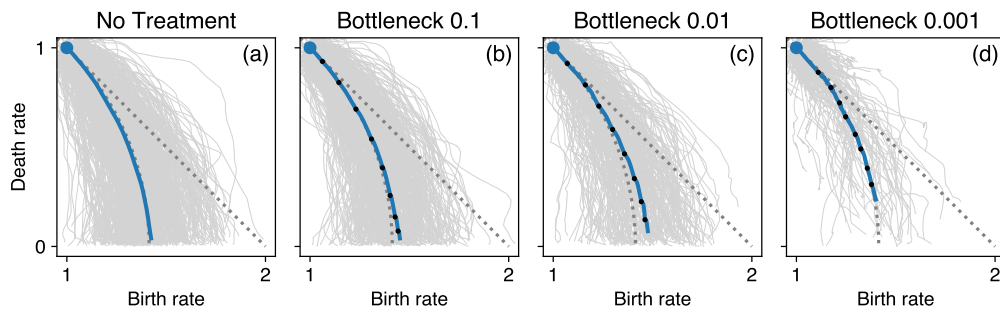 No Treatment
Bottleneck 0.1
Bottleneck 0.01
Bottleneck 0.001
(a)
(b)
(c)
(d)
Death rate
1
0
1 2
1 2
1 2
1 2
Birth rate
Birth rate
Birth rate
Birth rate